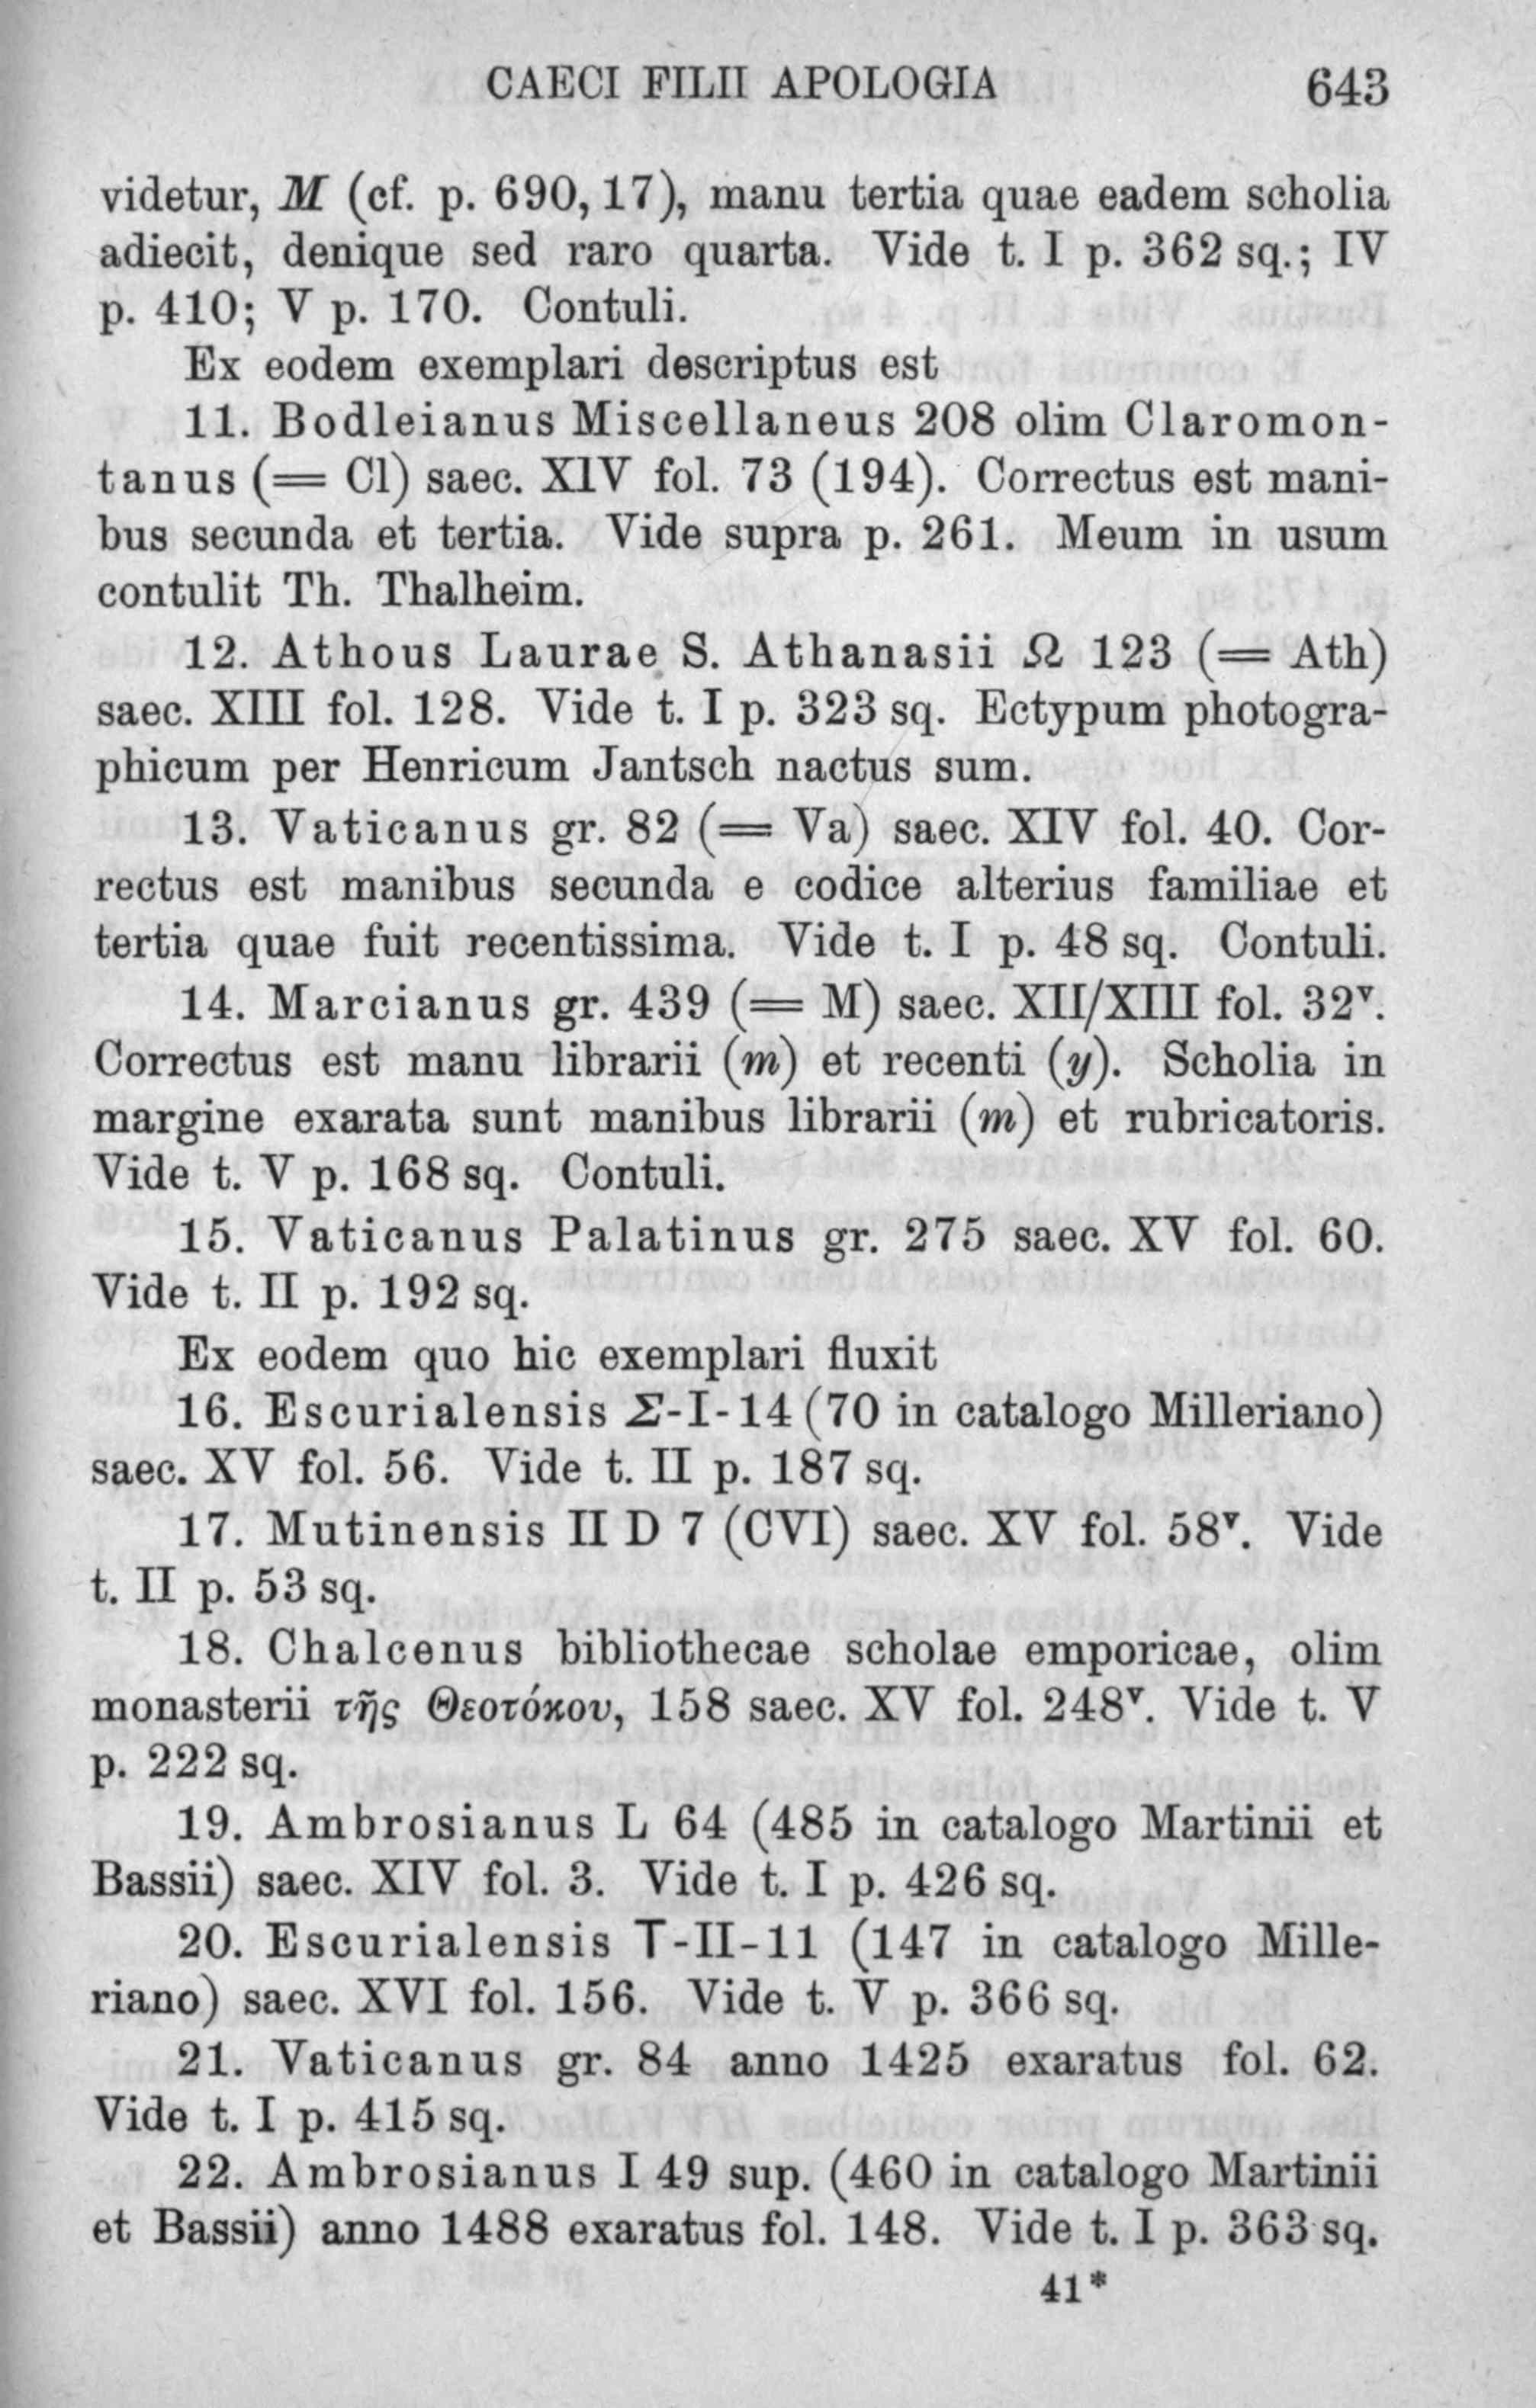 CAECI FILII APOLOGIA 643
videtur, M (cf. p. 690, 17), manu tertia quae eadem scholia
adiecit, denique sed raro quarta. Vide t. I p. 362 sq.; IV
p. 410; V p. 170. Contuli.
Ex eodem exemplari descriptus est
11. Bodleianus Miscellaneus 208 olim Claromon-
tanus (= Cl) saec. XIV fol. 73 (194). Correctus est mani-
bus secunda et tertia. Vide supra p. 261. Meum in usum
contulit Th. Thalheim.
12. Athous Laurae S. Athanasii Ω 123 (= Ath)
saec. XIII fol. 128. Vide t. I p. 323 sq. Ectypum photogra-
phicum per Henricum Jantsch nactus sum.
13. Vaticanus gr. 82 (= Va) saec. XIV fol. 40. Cor-
rectus est manibus secunda e codice alterius familiae et
tertia quae fuit recentissima. Vide t. I p. 48 sq. Contuli.
14. Marcianus gr. 439 (= M) saec. XII/XIII fol. 32ᵛ.
Correctus est manu librarii (m) et recenti (y). Scholia in
margine exarata sunt manibus librarii (m) et rubricatoris.
Vide t. V p. 168 sq. Contuli.
15. Vaticanus Palatinus gr. 275 saec. XV fol. 60.
Vide t. II p. 192 sq.
Ex eodem quo hic exemplari fluxit
16. Escurialensis Σ-I-14 (70 in catalogo Milleriano)
saec. XV fol. 56. Vide t. II p. 187 sq.
17. Mutinensis II D 7 (CVI) saec. XV fol. 58ᵛ. Vide
t. II p. 53 sq.
18. Chalcenus bibliothecae scholae emporicae, olim
monasterii τῆς Θεοτόκου, 158 saec. XV fol. 248ᵛ. Vide t. V
p. 222 sq.
19. Ambrosianus L 64 (485 in catalogo Martinii et
Bassii) saec. XIV fol. 3. Vide t. I p. 426 sq.
20. Escurialensis T-II-11 (147 in catalogo Mille-
riano) saec. XVI fol. 156. Vide t. V p. 366 sq.
21. Vaticanus gr. 84 anno 1425 exaratus fol. 62.
Vide t. I p. 415 sq.
22. Ambrosianus I 49 sup. (460 in catalogo Martinii
et Bassii) anno 1488 exaratus fol. 148. Vide t. I p. 363 sq.
41*